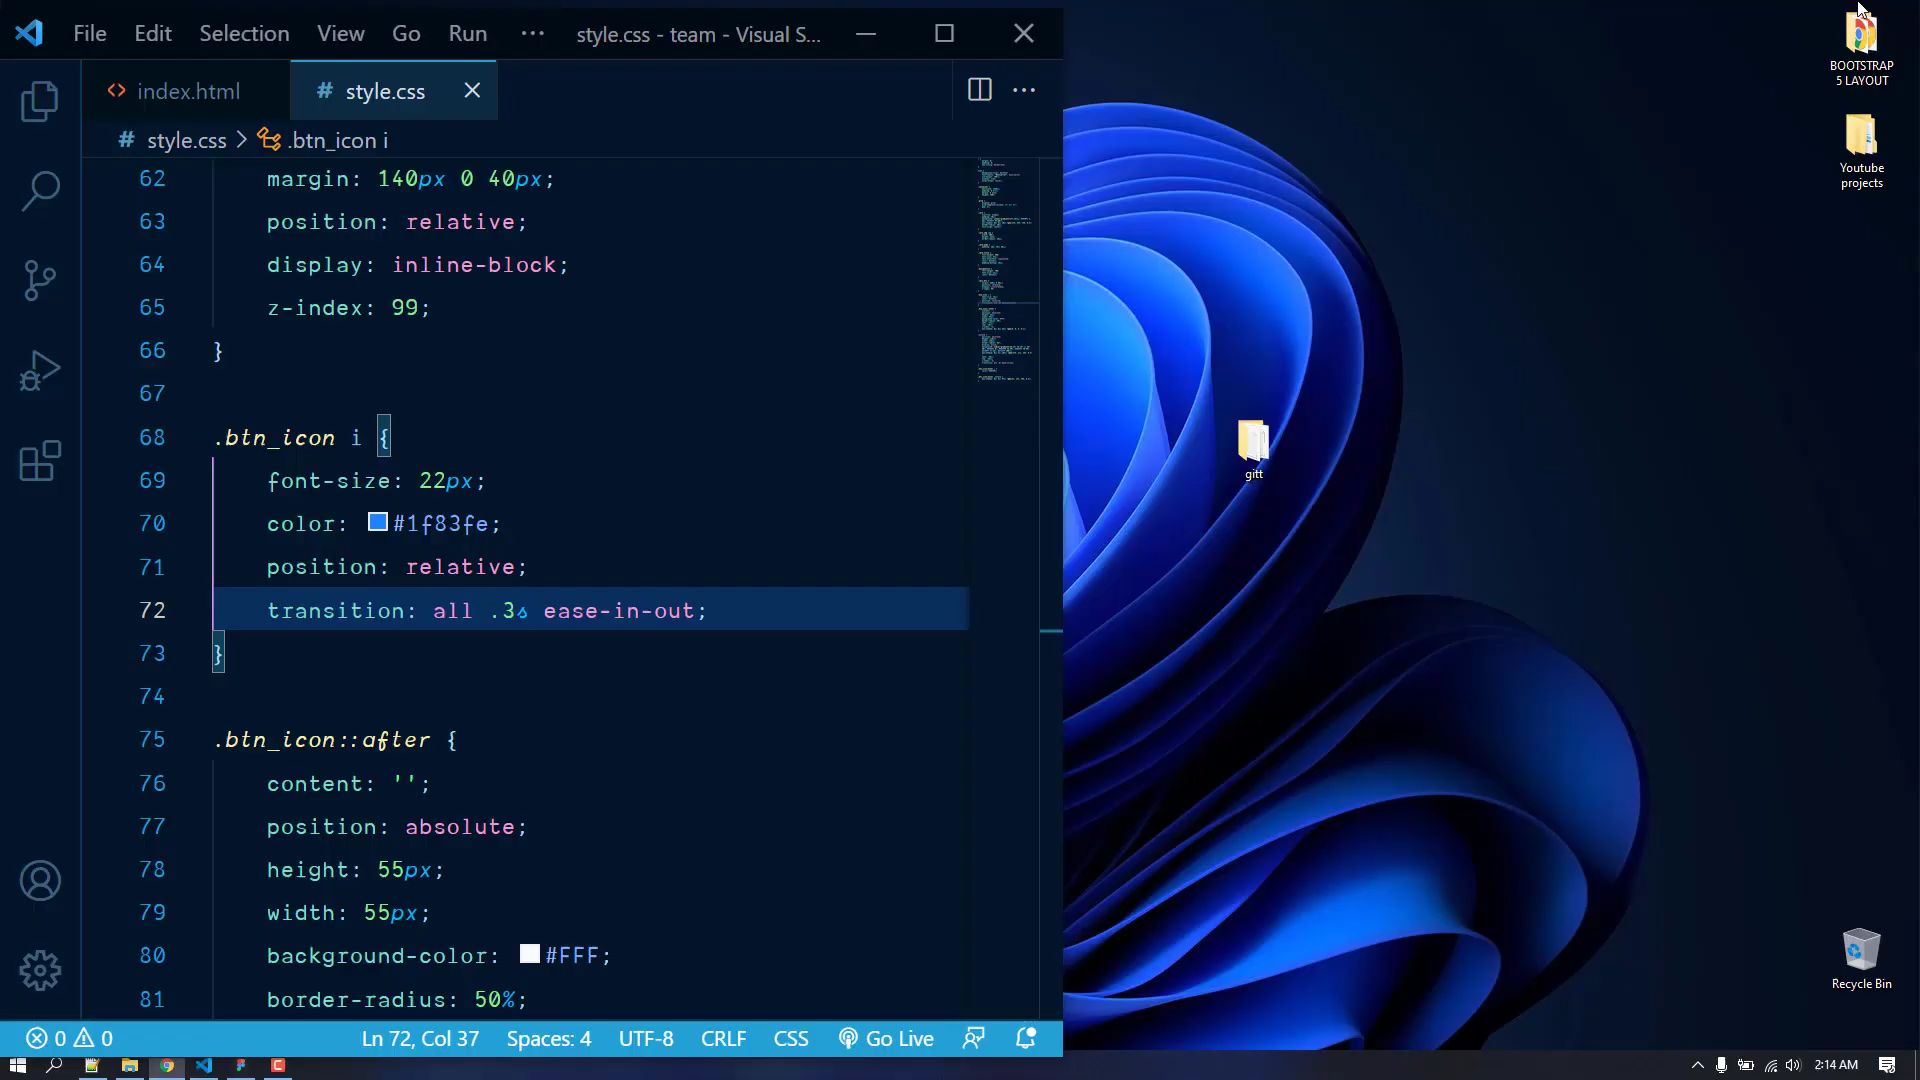 File Edit Selection View Go Run ··· style.css - team - Visual S...
index.html
# style.css
# style.css > .btn_icon i
62 margin: 140px 0 40px;
63 position: relative;
64 display: inline-block;
65 z-index: 99;
66 }
67
68 .btn_icon i {
69 font-size: 22px;
70 color: #1f83fe;
71 position: relative;
72 transition: all .3s ease-in-out;
73 }
74
75 .btn_icon::after {
76 content: '';
77 position: absolute;
78 height: 55px;
79 width: 55px;
80 background-color: #FFF;
81 border-radius: 50%;
0 0 Ln 72, Col 37 Spaces: 4 UTF-8 CRLF CSS Go Live
BOOTSTRAP
5 LAYOUT
Youtube
projects
gitt
Recycle Bin
2:14 AM